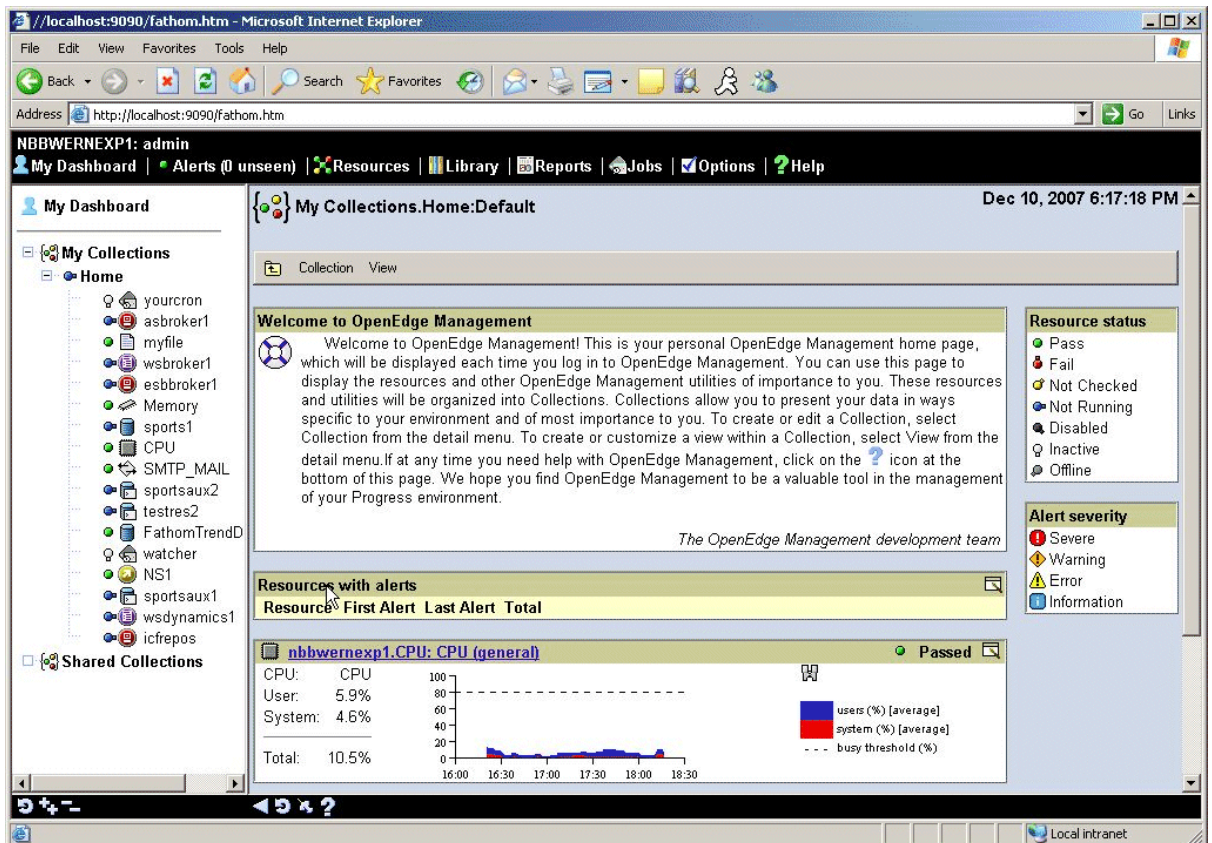 //localhost:9090/fathom.htm - Microsoft Internet Explorer
File Edit View Favorites Tools Help
Back Search Favorites
Address http://localhost:9090/fathom.htm Go Links
NBBWERNEXP1: admin
My Dashboard | Alerts (0 unseen) | Resources | Library | Reports | Jobs | Options | Help
My Dashboard
My Collections
Home
yourcron
asbroker1
myfile
wsbroker1
esbbroker1
Memory
sports1
CPU
SMTP_MAIL
sportsaux2
testres2
FathomTrendD
watcher
NS1
sportsaux1
wsdynamics1
icfrepos
Shared Collections
My Collections.Home:Default
Dec 10, 2007 6:17:18 PM
Collection View
Welcome to OpenEdge Management
Welcome to OpenEdge Management! This is your personal OpenEdge Management home page,
which will be displayed each time you log in to OpenEdge Management. You can use this page to
display the resources and other OpenEdge Management utilities of importance to you. These resources
and utilities will be organized into Collections. Collections allow you to present your data in ways
specific to your environment and of most importance to you. To create or edit a Collection, select
Collection from the detail menu. To create or customize a view within a Collection, select View from the
detail menu.If at any time you need help with OpenEdge Management, click on the ? icon at the
bottom of this page. We hope you find OpenEdge Management to be a valuable tool in the management
of your Progress environment.
The OpenEdge Management development team
Resource status
Pass
Fail
Not Checked
Not Running
Disabled
Inactive
Offline
Alert severity
Severe
Warning
Error
Information
Resources with alerts
Resource First Alert Last Alert Total
nbbwernexp1.CPU: CPU (general)
Passed
CPU: CPU
User: 5.9%
System: 4.6%
Total: 10.5%
100
80
60
40
20
0
16:00 16:30 17:00 17:30 18:00 18:30
users (%) [average]
system (%) [average]
busy threshold (%)
Local intranet